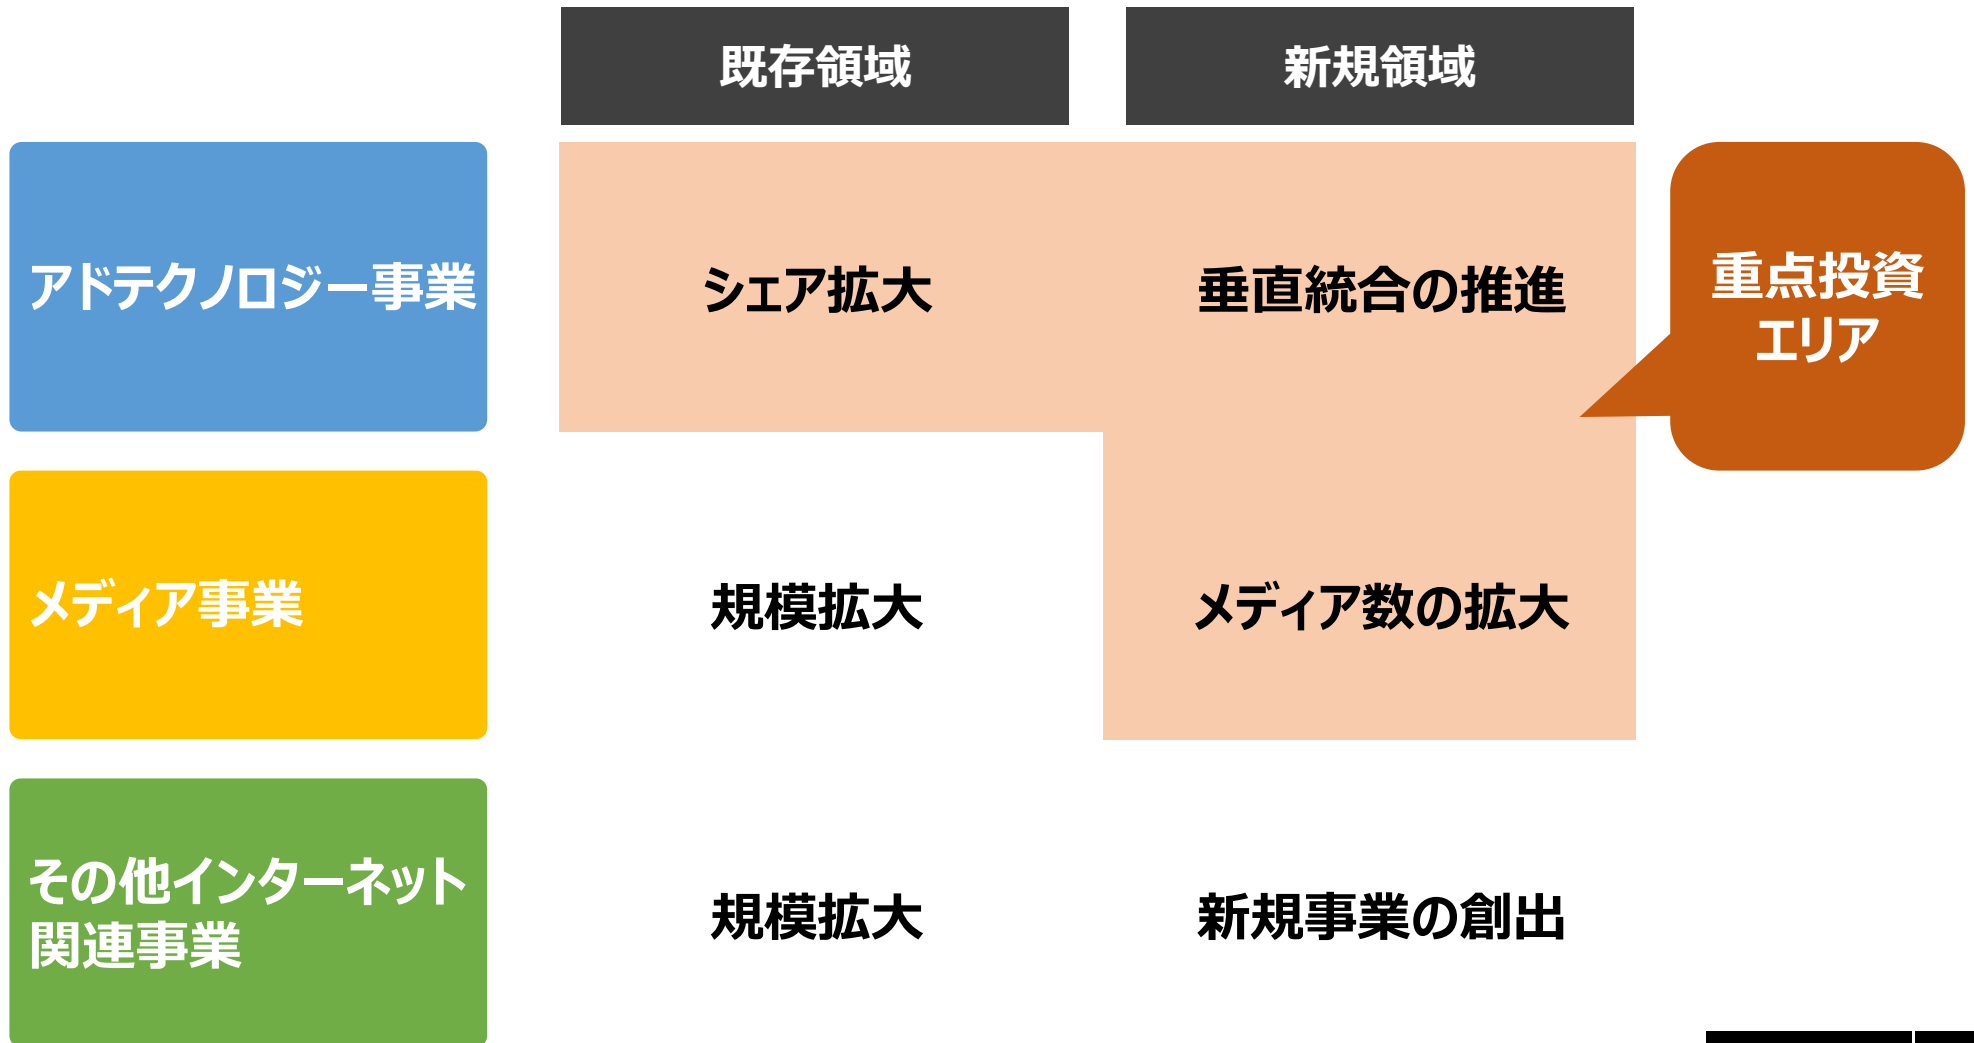 既存領域
新規領域
アドテクノロジー事業
シェア拡大
垂直統合の推進
重点投資
エリア
メディア事業
規模拡大
メディア数の拡大
その他インターネット
関連事業
規模拡大
新規事業の創出